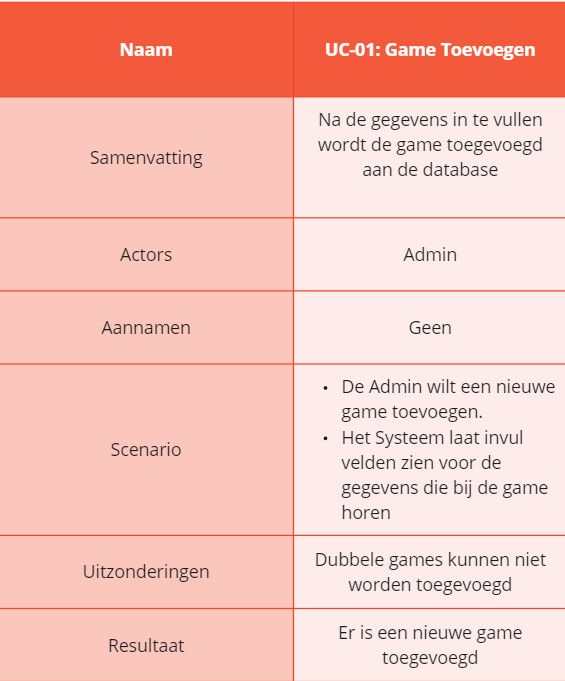 Naam
UC-01: Game Toevoegen
Samenvatting
Na de gegevens in te vullen
wordt de game toegevoegd
aan de database
Actors
Admin
Aannamen
Geen
Scenario
• De Admin wilt een nieuwe
game toevoegen.
• Het Systeem laat invul
velden zien voor de
gegevens die bij de game
horen
Uitzonderingen
Dubbele games kunnen niet
worden toegevoegd
Resultaat
Er is een nieuwe game
toegevoegd